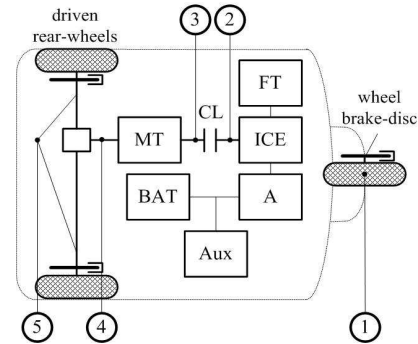 driven
rear-wheels
3
2
FT
CL
wheel
brake-disc
MT
ICE
BAT
A
Aux
5
4
1